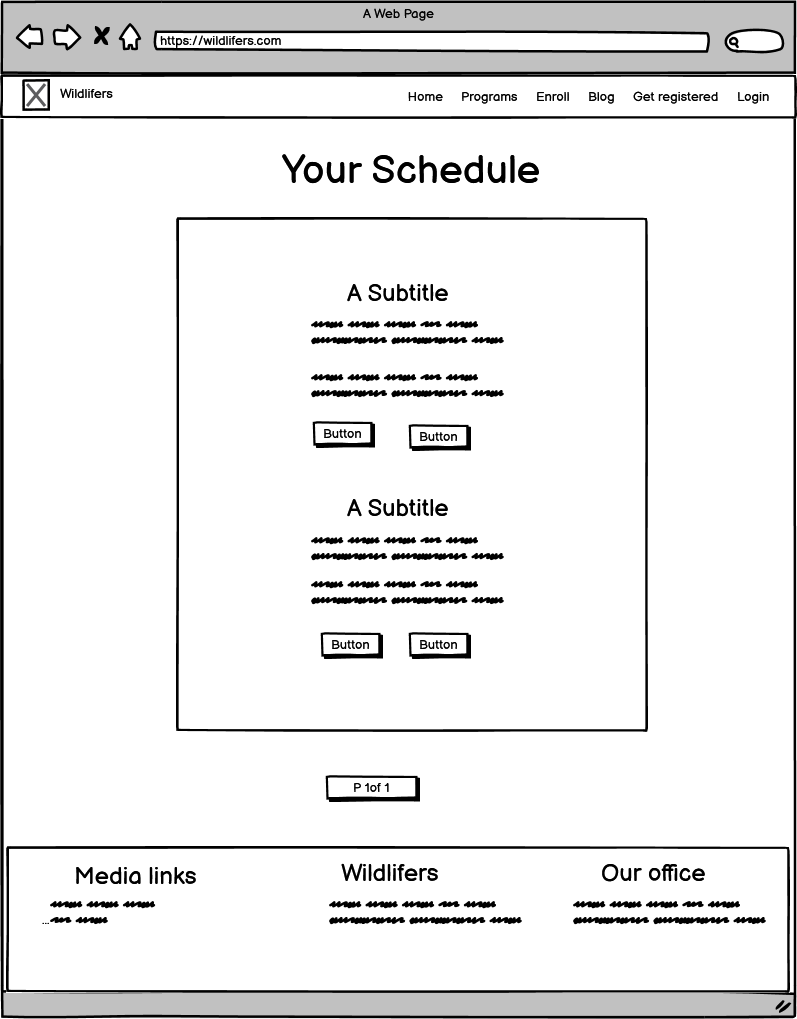 A Web Page
https://wildlifers.com
Wildlifers
Home Programs Enroll Blog Get registered Login
Your Schedule
A Subtitle
Button Button
A Subtitle
Button Button
P 1of 1
Media links Wildlifers Our office
...